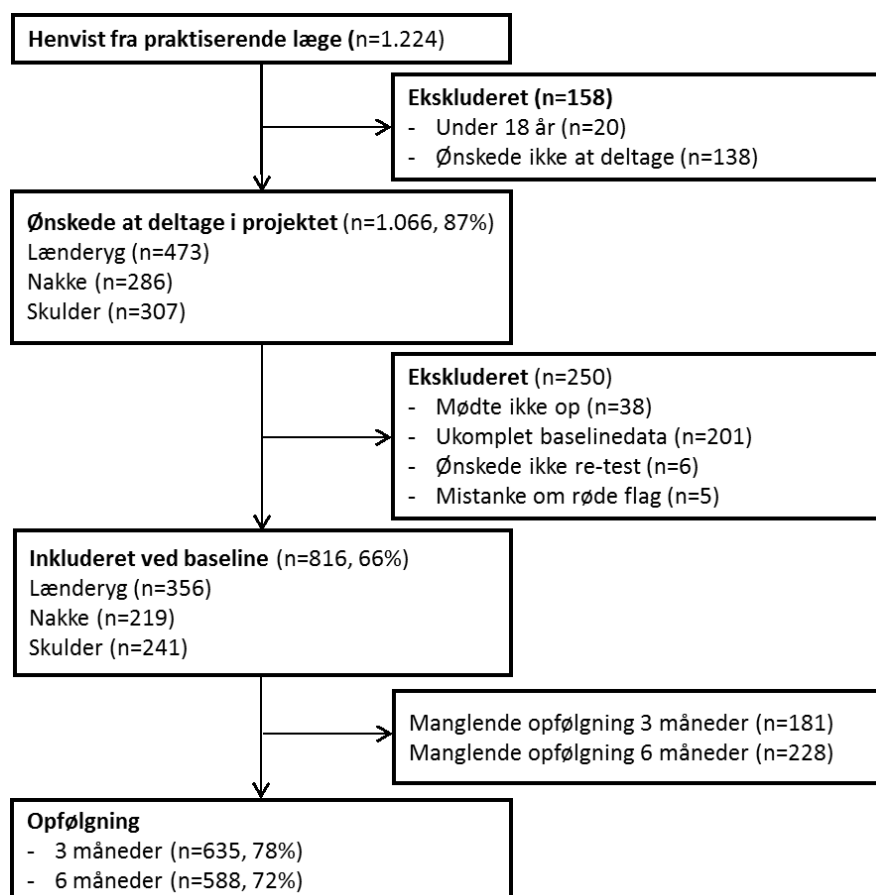 Henvist fra praktiserende læge (n=1.224)
Ekskluderet (n=158)
- Under 18 år (n=20)
- Ønskede ikke at deltage (n=138)
Ønskede at deltage i projektet (n=1.066, 87%)
Lænderyg (n=473)
Nakke (n=286)
Skulder (n=307)
Ekskluderet (n=250)
- Mødte ikke op (n=38)
- Ukomplet baselinedata (n=201)
- Ønskede ikke re-test (n=6)
- Mistanke om røde flag (n=5)
Inkluderet ved baseline (n=816, 66%)
Lænderyg (n=356)
Nakke (n=219)
Skulder (n=241)
Manglende opfølgning 3 måneder (n=181)
Manglende opfølgning 6 måneder (n=228)
Opfølgning
- 3 måneder (n=635, 78%)
- 6 måneder (n=588, 72%)